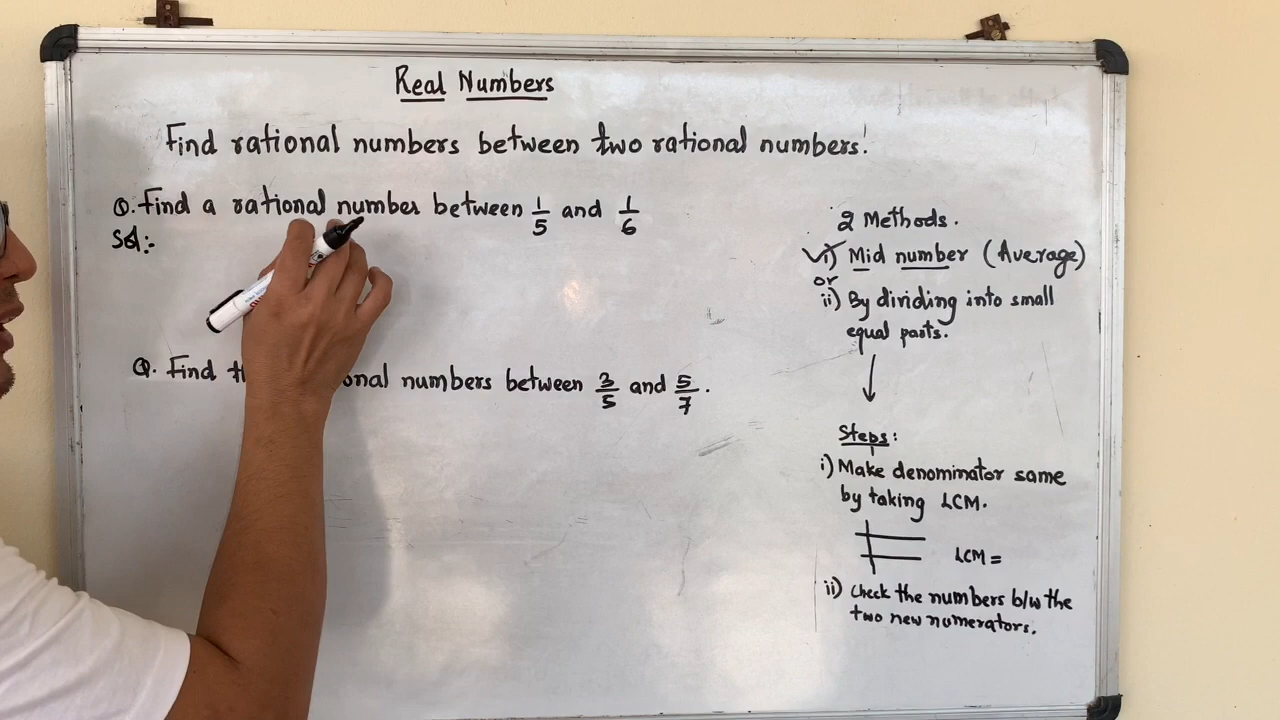 Real Numbers
Find rational numbers between two rational numbers.
Q. Find a rational number between 1/5 and 1/6
Sol:-
Q. Find onal numbers between 3/5 and 5/7.
2 Methods.
i) Mid number (Average)
or
ii) By dividing into small
equal parts.
Steps:
i) Make denominator same
by taking LCM.
LCM =
ii) Check the numbers b/w the
two new numerators.